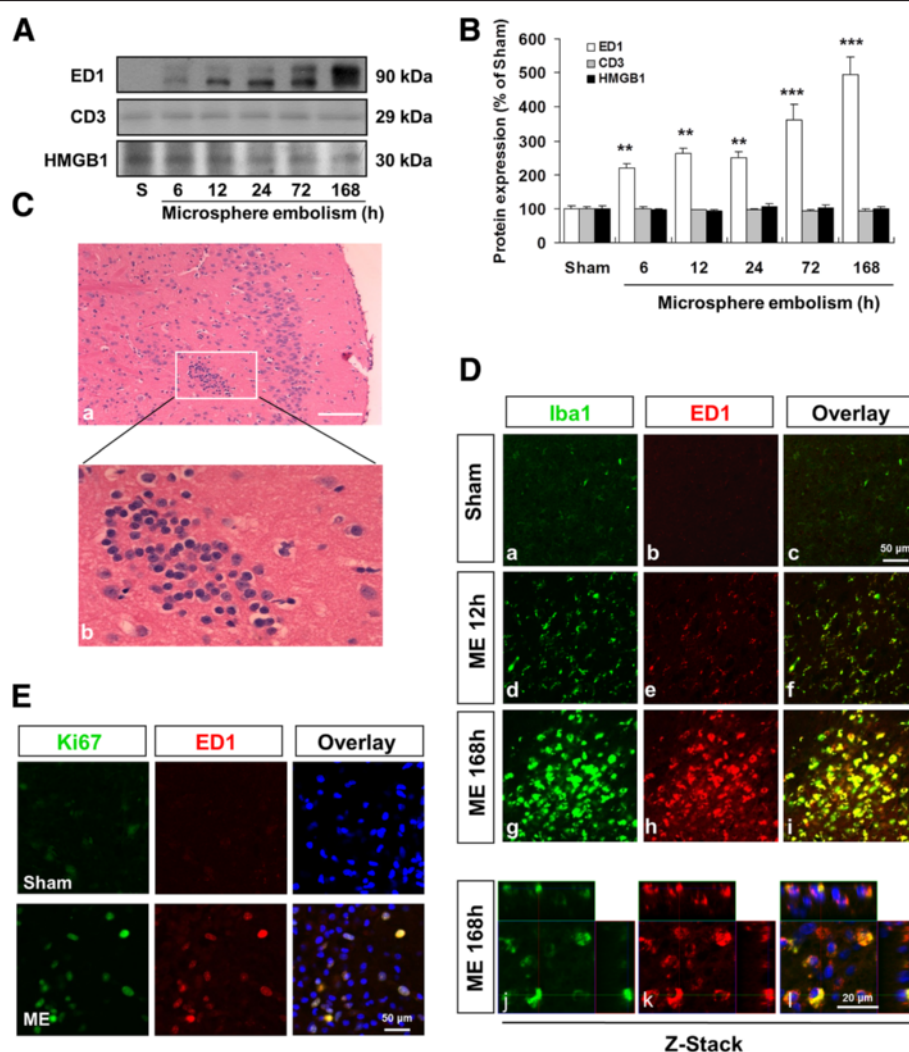 A
ED1
90 kDa
CD3
29 kDa
HMGB1
30 kDa
S 6 12 24 72 168
Microsphere embolism (h)
B
Protein expression (% of Sham)
600
500
400
300
200
100
0
ED1
CD3
HMGB1
**
**
**
***
***
Sham 6 12 24 72 168
Microsphere embolism (h)
C
a
b
D
Iba1 ED1 Overlay
Sham
a b c
50 µm
ME 12h
d e f
ME 168h
g h i
ME 168h
j k l
20 µm
Z-Stack
E
Ki67 ED1 Overlay
Sham
ME
50 µm